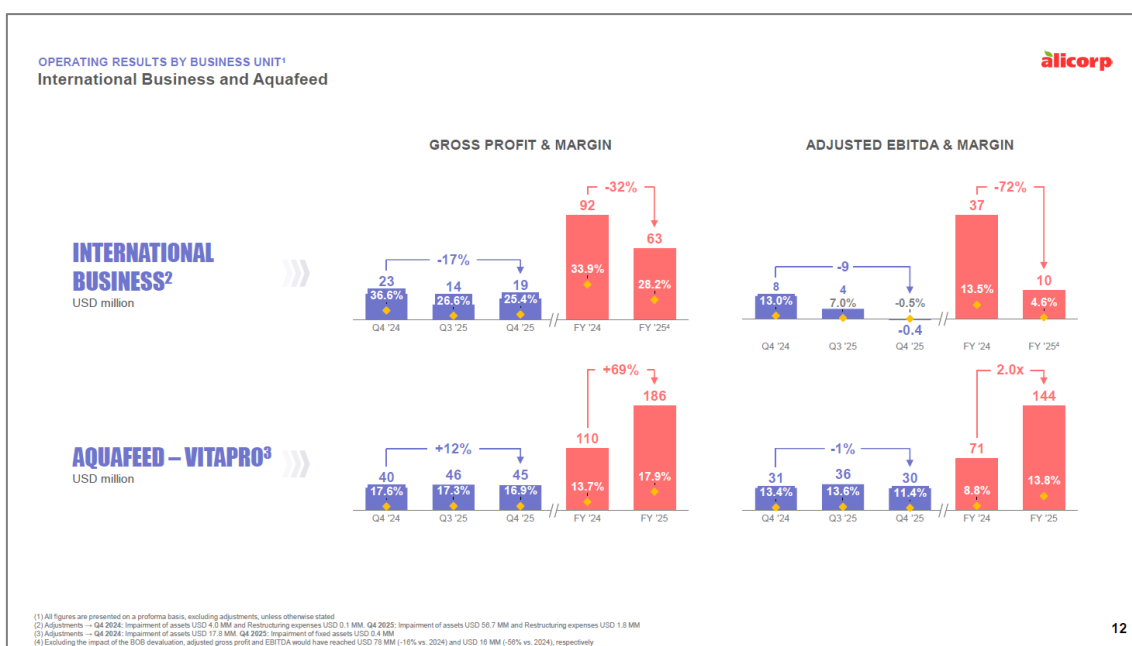 OPERATING RESULTS BY BUSINESS UNIT¹
International Business and Aquafeed
alicorp
GROSS PROFIT & MARGIN
ADJUSTED EBITDA & MARGIN
INTERNATIONAL
BUSINESS²
USD million
-17%
23
36.6%
14
26.6%
19
25.4%
-32%
92
33.9%
63
28.2%
Q4 '24 Q3 '25 Q4 '25 // FY '24 FY '25⁴
-9
8
13.0%
4
7.0%
-0.5%
-0.4
-72%
37
13.5%
10
4.6%
Q4 '24 Q3 '25 Q4 '25 // FY '24 FY '25⁴
AQUAFEED – VITAPRO³
USD million
+12%
40
17.6%
46
17.3%
45
16.9%
+69%
110
13.7%
186
17.9%
Q4 '24 Q3 '25 Q4 '25 // FY '24 FY '25
-1%
31
13.4%
36
13.6%
30
11.4%
2.0x
71
8.8%
144
13.8%
Q4 '24 Q3 '25 Q4 '25 // FY '24 FY '25
(1) All figures are presented on a proforma basis, excluding adjustments, unless otherwise stated
(2) Adjustments → Q4 2024: Impairment of assets USD 4.0 MM and Restructuring expenses USD 0.1 MM. Q4 2025: Impairment of assets USD 56.7 MM and Restructuring expenses USD 1.8 MM
(3) Adjustments → Q4 2024: Impairment of assets USD 17.8 MM. Q4 2025: Impairment of fixed assets USD 0.4 MM
(4) Excluding the impact of the BOB devaluation, adjusted gross profit and EBITDA would have reached USD 78 MM (-16% vs. 2024) and USD 16 MM (-56% vs. 2024), respectively
12